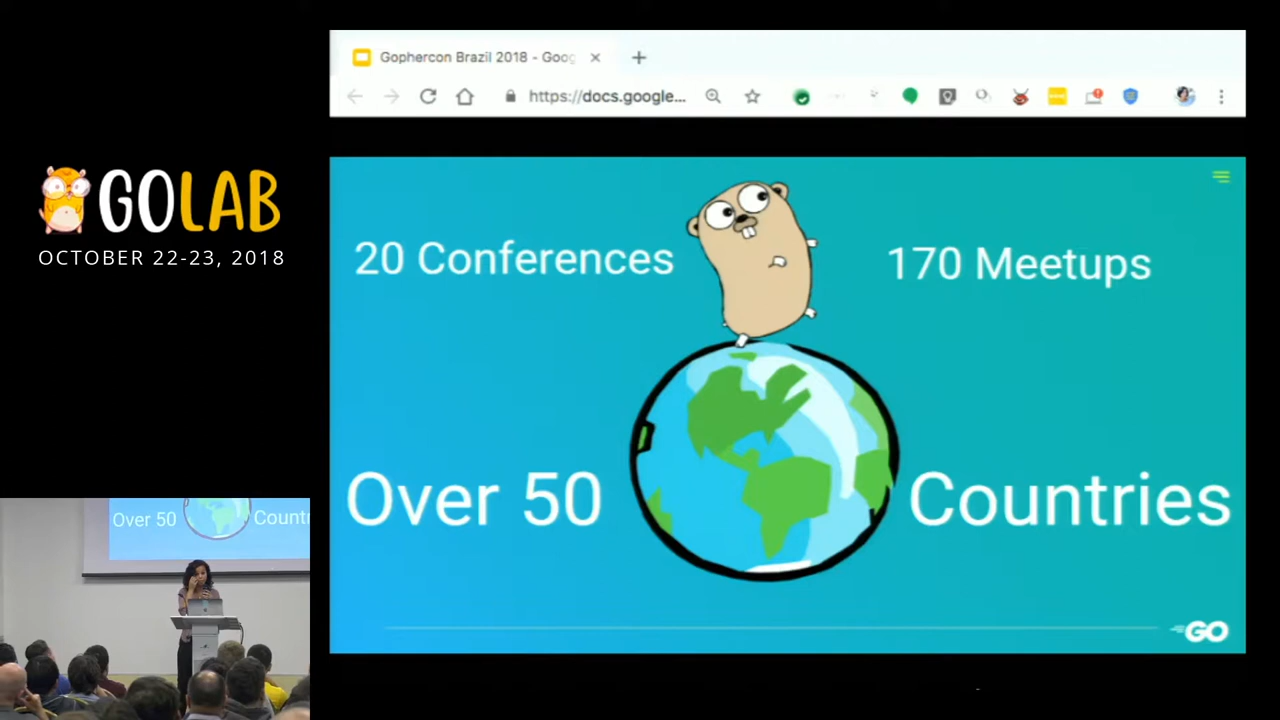 Gophercon Brazil 2018 - Goog
https://docs.google...
GOLAB
OCTOBER 22-23, 2018
20 Conferences
170 Meetups
Over 50
Countries
GO
Over 50
Countri